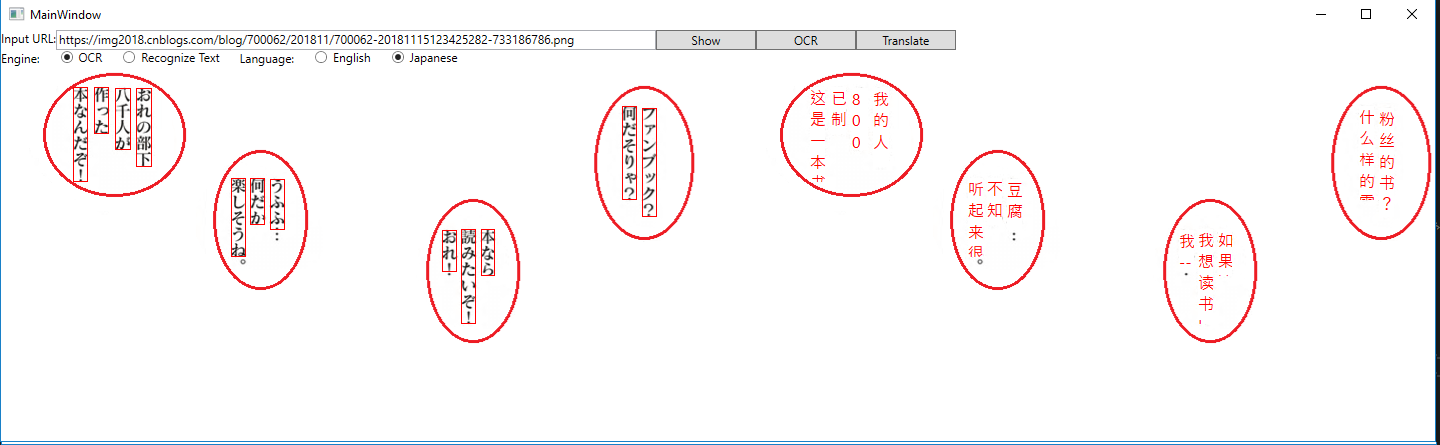 MainWindow
Input URL: https://img2018.cnblogs.com/blog/700062/201811/700062-20181115123425282-733186786.png Show OCR Translate
Engine: OCR Recognize Text Language: English Japanese
おれの部下
八千人が
作った
本なんだぞ!
うふふ…
何だか
楽しそうね。
本なら
読みたいぞ!
おれ!
ファンブック?
何だそりゃ?
我的人
800
已制
这是一本
豆腐:
不知
听起来很。
如果
我想读书
我--.
粉丝的书?
什么样的